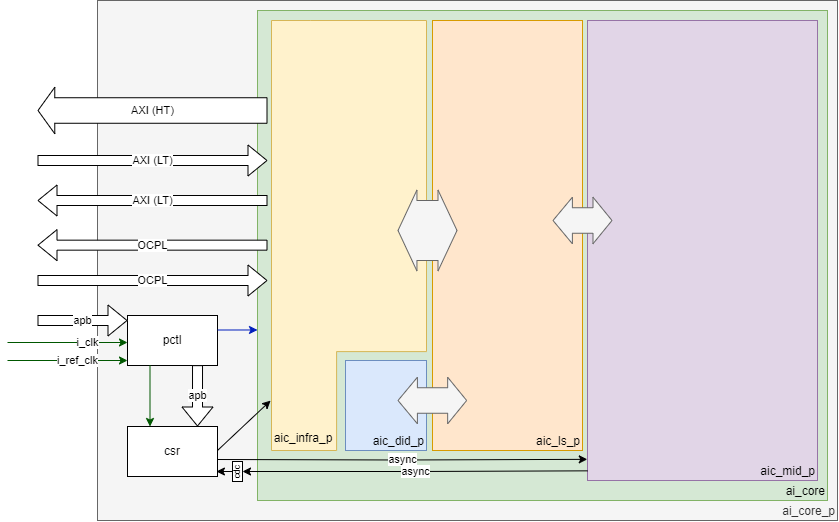 AXI (HT)
AXI (LT)
AXI (LT)
OCPL
OCPL
apb
i_clk
i_ref_clk
pctl
apb
csr
aic_infra_p
aic_did_p
aic_ls_p
async
async
cdc
aic_mid_p
ai_core
ai_core_p